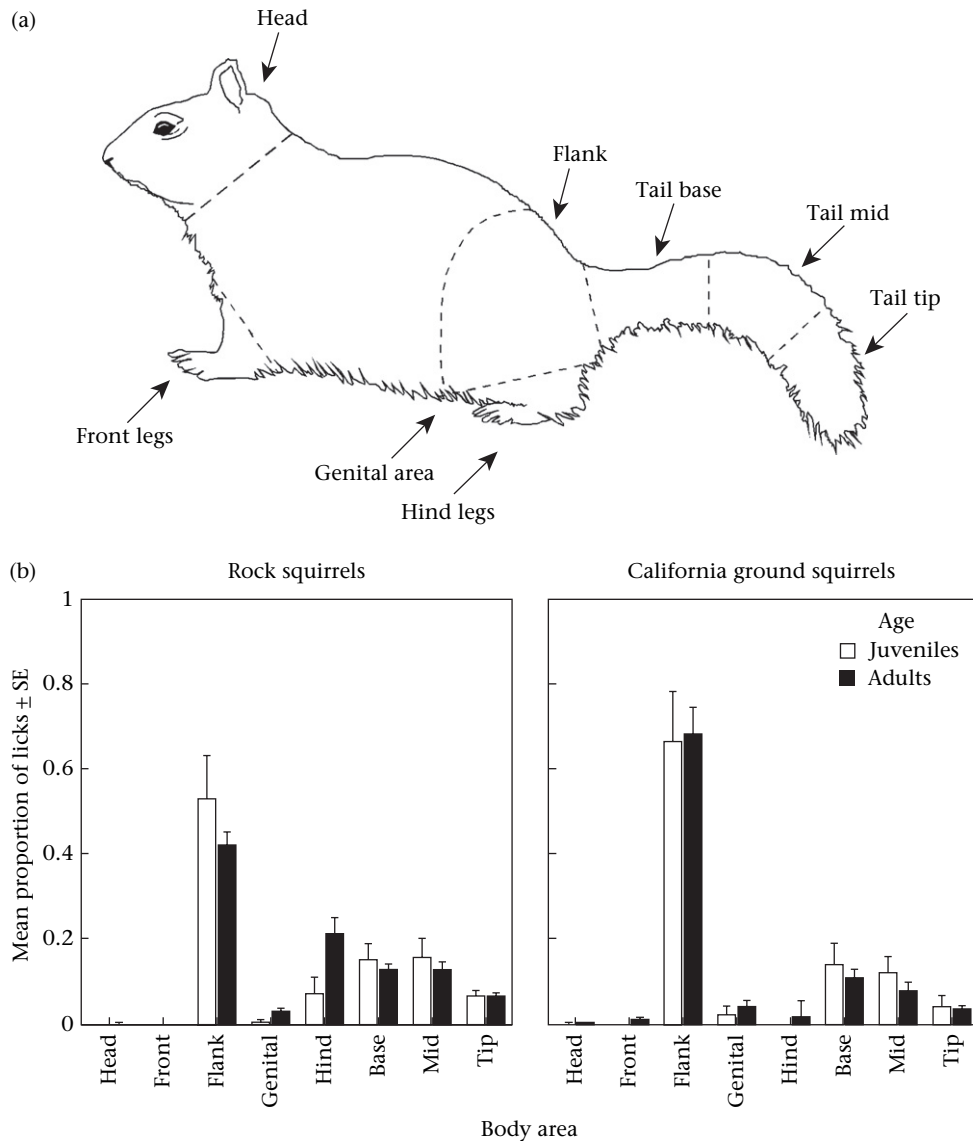 (a)
Head
Flank
Tail base
Tail mid
Tail tip
Front legs
Genital area
Hind legs
(b)
Rock squirrels
California ground squirrels
Mean proportion of licks ± SE
1
0.8
0.6
0.4
0.2
0
Age
Juveniles
Adults
Head
Front
Flank
Genital
Hind
Base
Mid
Tip
Head
Front
Flank
Genital
Hind
Base
Mid
Tip
Body area